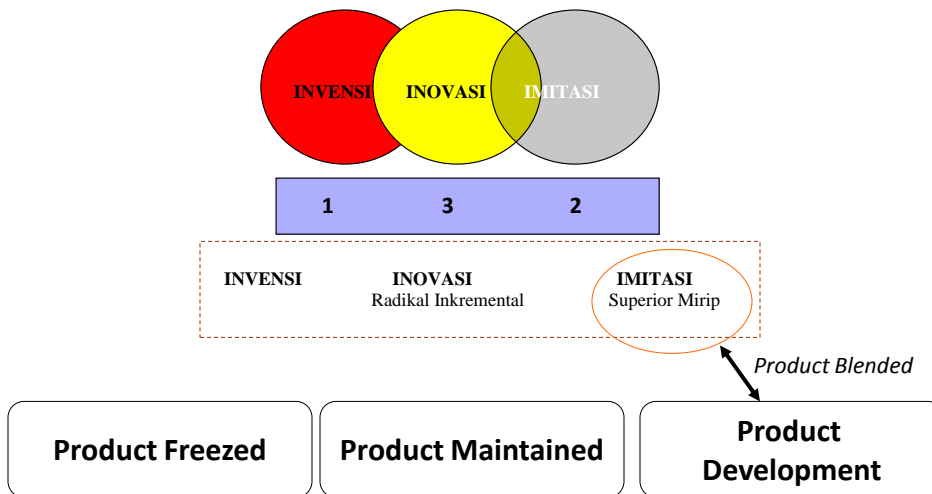 INVENSI INOVASI IMITASI
1 3 2
INVENSI INOVASI IMITASI
Radikal Inkremental Superior Mirip
Product Blended
Product Freezed
Product Maintained
Product
Development